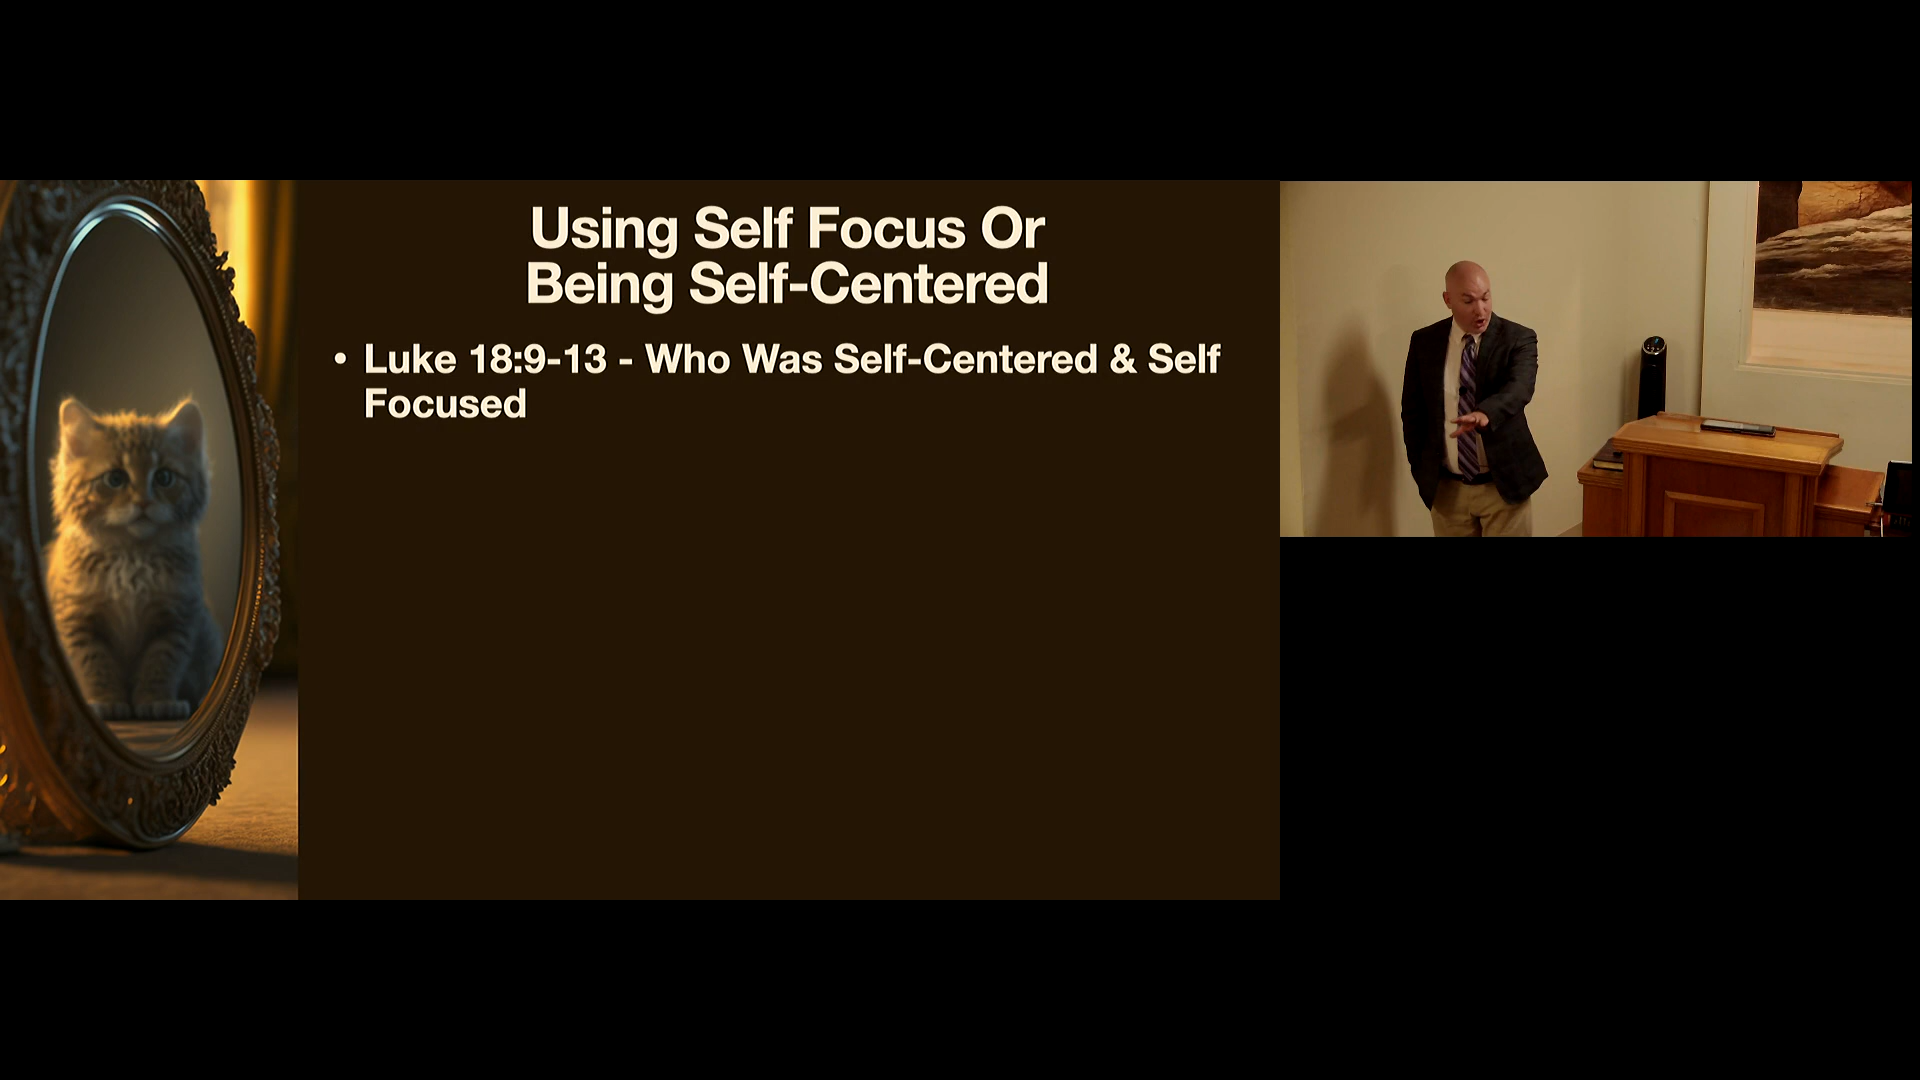 Using Self Focus Or
Being Self-Centered
• Luke 18:9-13 - Who Was Self-Centered & Self
Focused